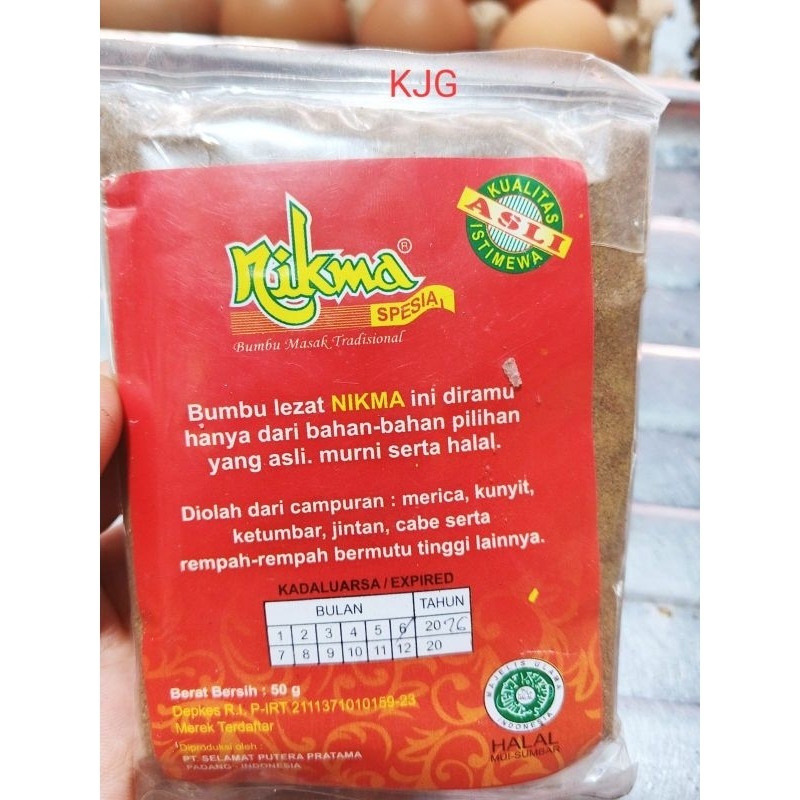 KJG
KUALITAS
ASLI
ISTIMEWA
Nikma®
SPESIAL
Bumbu Masak Tradisional
Bumbu lezat NIKMA ini diramu
hanya dari bahan-bahan pilihan
yang asli. murni serta halal.
Diolah dari campuran : merica, kunyit,
ketumbar, jintan, cabe serta
rempah-rempah bermutu tinggi lainnya.
KADALUARSA / EXPIRED
BULAN TAHUN
1 2 3 4 5 6 2026
7 8 9 10 11 12 20
Berat Bersih : 50 g
Depkes R.I. P-IRT 2111371010159-23
Merek Terdaftar
Diproduksi oleh :
PT. SELAMAT PUTERA PRATAMA
PADANG - INDONESIA
MAJELIS ULAMA
INDONESIA
HALAL
MUI-SUMBAR